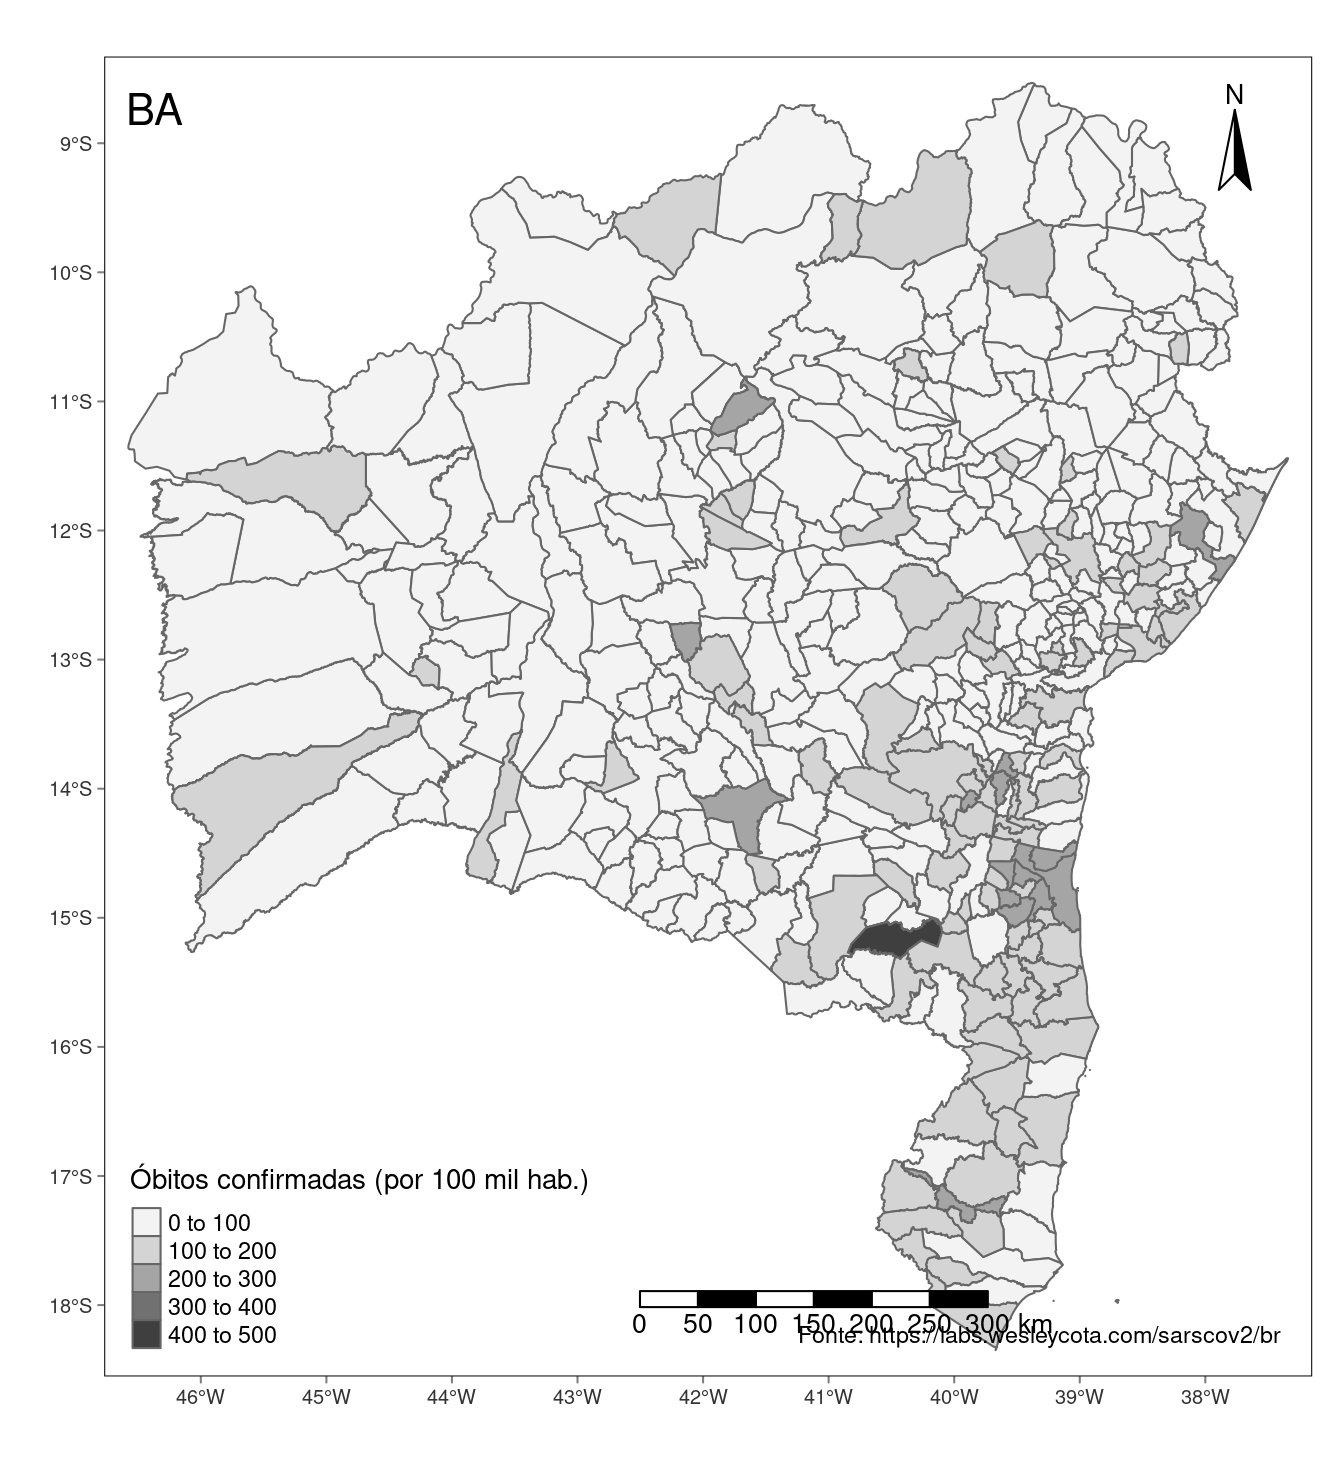 BA
N
9°S
10°S
11°S
12°S
13°S
14°S
15°S
16°S
17°S
18°S
Óbitos confirmadas (por 100 mil hab.)
0 to 100
100 to 200
200 to 300
300 to 400
400 to 500
0 50 100 150 200 250 300 km
Fonte: https://labs.wesleycota.com/sarscov2/br
46°W 45°W 44°W 43°W 42°W 41°W 40°W 39°W 38°W